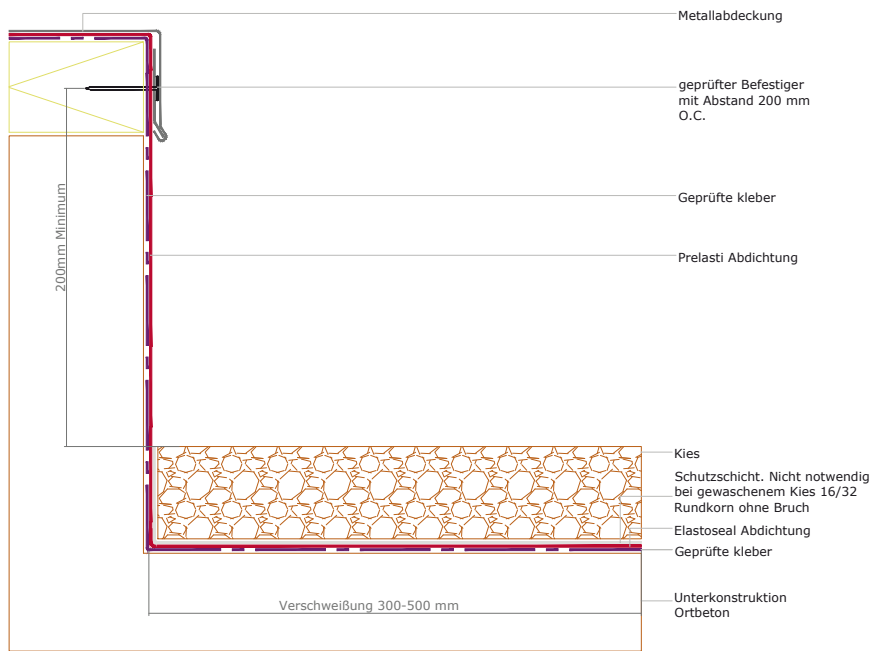 Metallabdeckung
geprüfter Befestiger
mit Abstand 200 mm
O.C.
Geprüfte kleber
200mm Minimum
Prelasti Abdichtung
Kies
Schutzschicht. Nicht notwendig
bei gewaschenem Kies 16/32
Rundkorn ohne Bruch
Elastoseal Abdichtung
Geprüfte kleber
Verschweißung 300-500 mm
Unterkonstruktion
Ortbeton